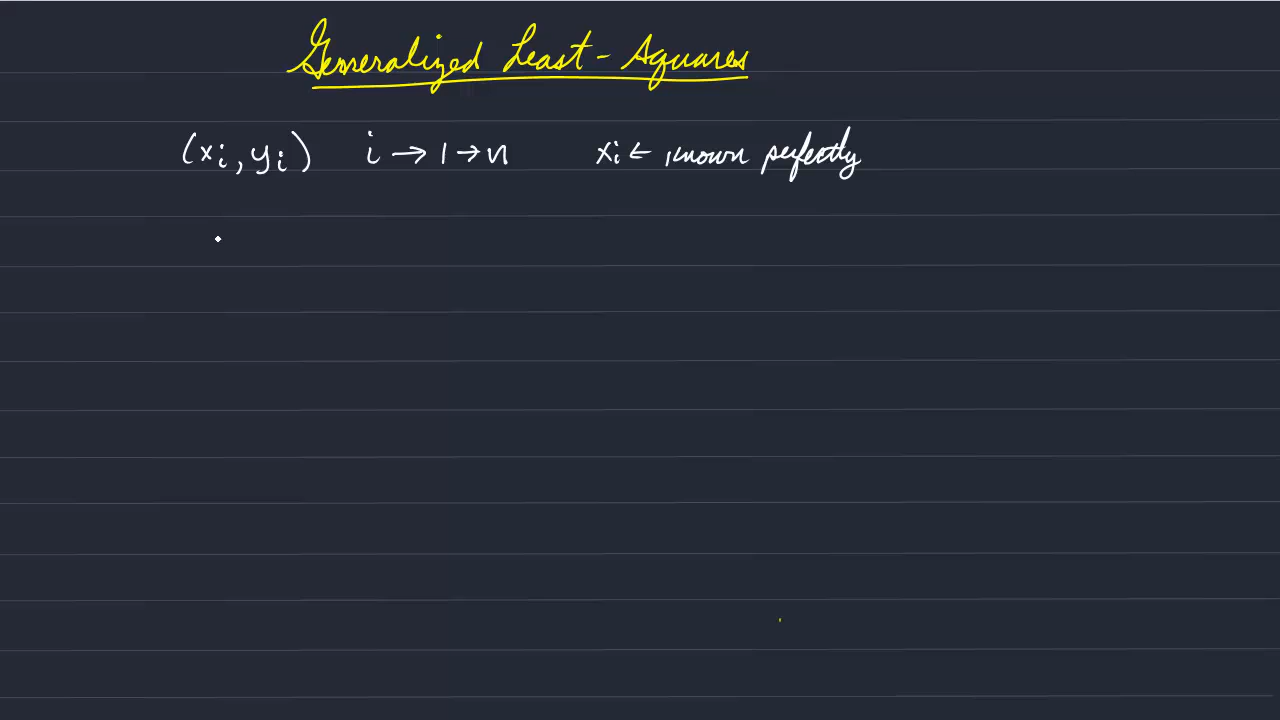 Generalized Least-Squares
(xi, yi) i → 1 → n xi ← known perfectly